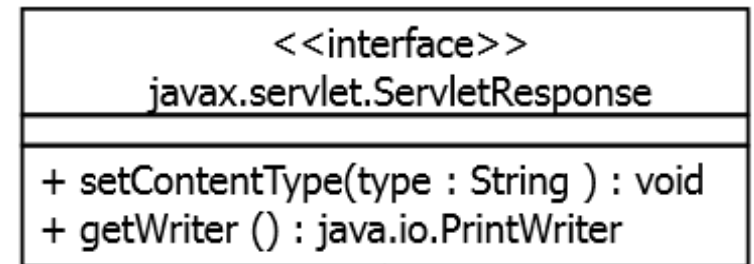 <<interface>>
javax.servlet.ServletResponse
+ setContentType(type : String ) : void
+ getWriter () : java.io.PrintWriter